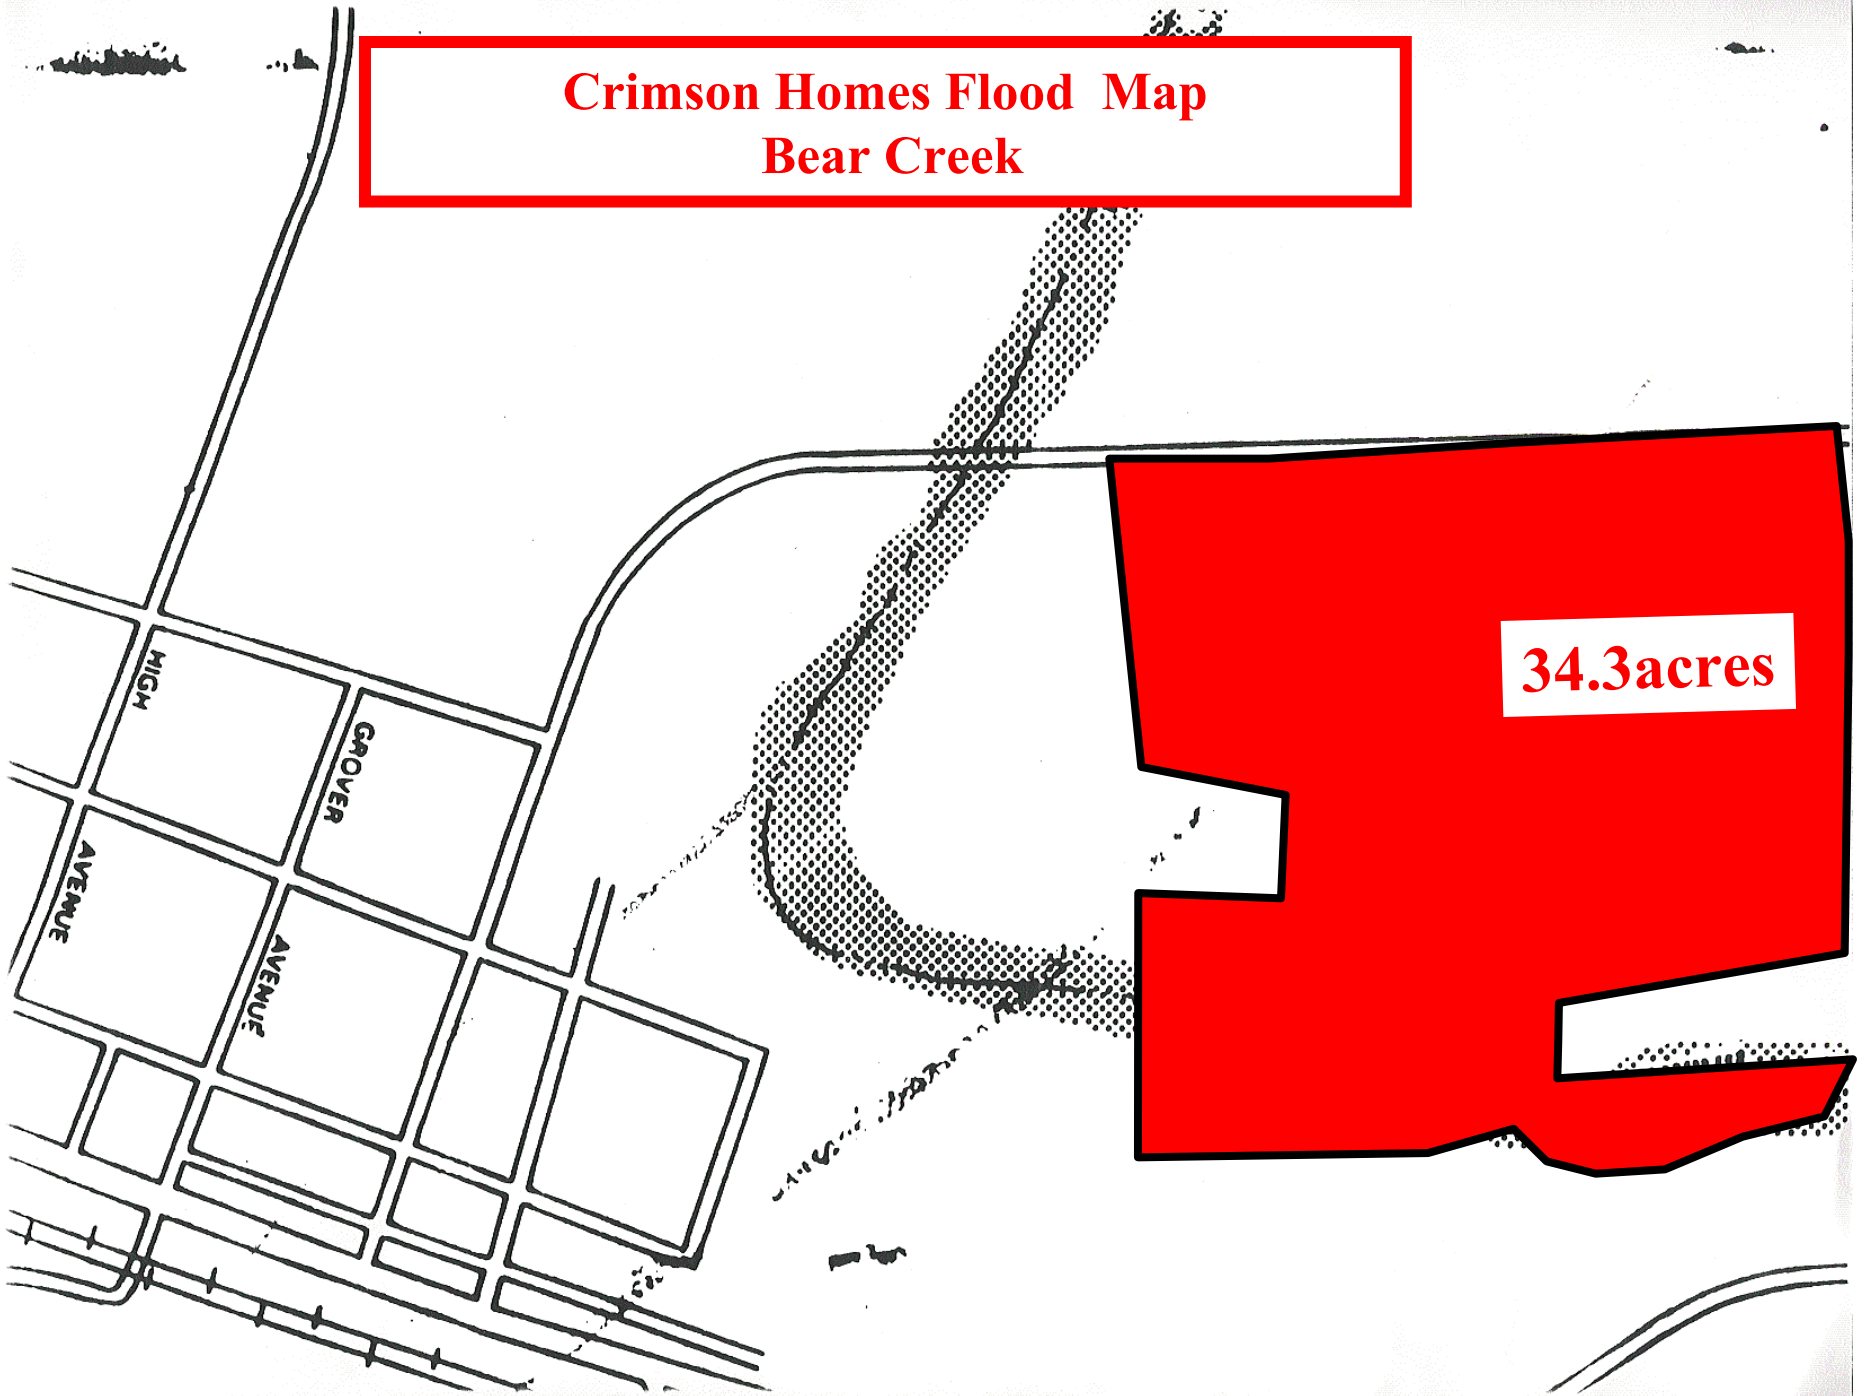 Crimson Homes Flood  Map
Bear Creek
34.3acres
HIGH
GROVER
AVENUE
AVENUE